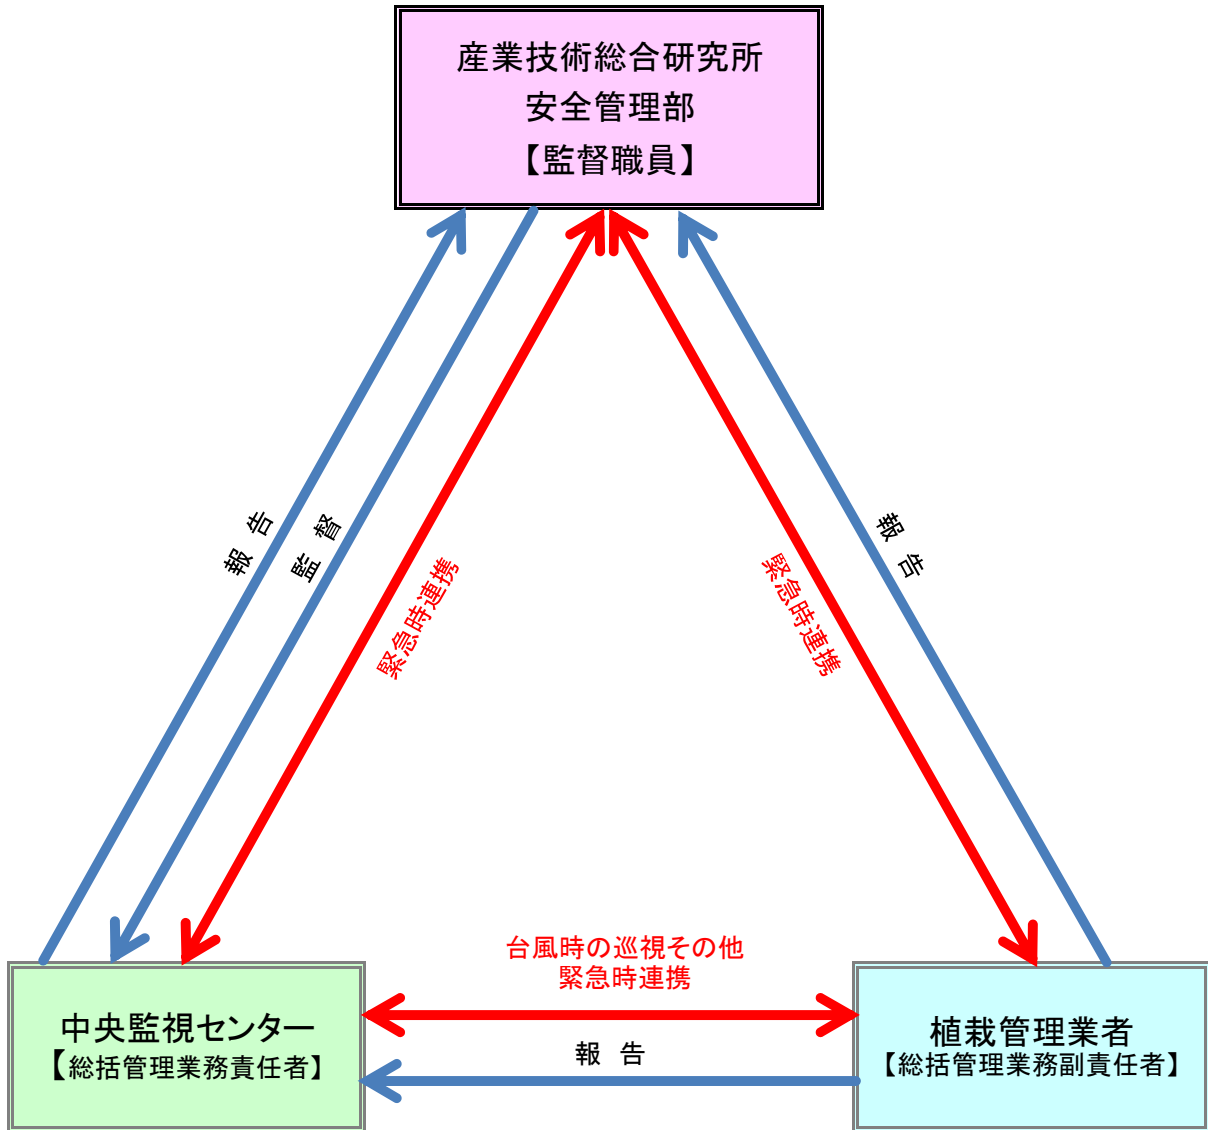 産業技術総合研究所
安全管理部
【監督職員】
報告
監督
緊急時連携
緊急時連携
報告
台風時の巡視その他
緊急時連携
報告
中央監視センター
【総括管理業務責任者】
植栽管理業者
【総括管理業務副責任者】